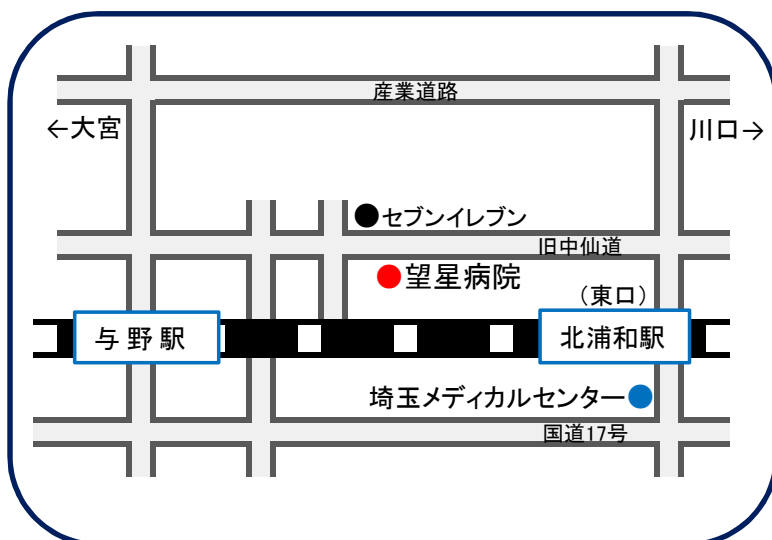 産業道路
←大宮
川口→
セブンイレブン
旧中仙道
望星病院
（東口）
与野駅
北浦和駅
埼玉メディカルセンター
国道17号